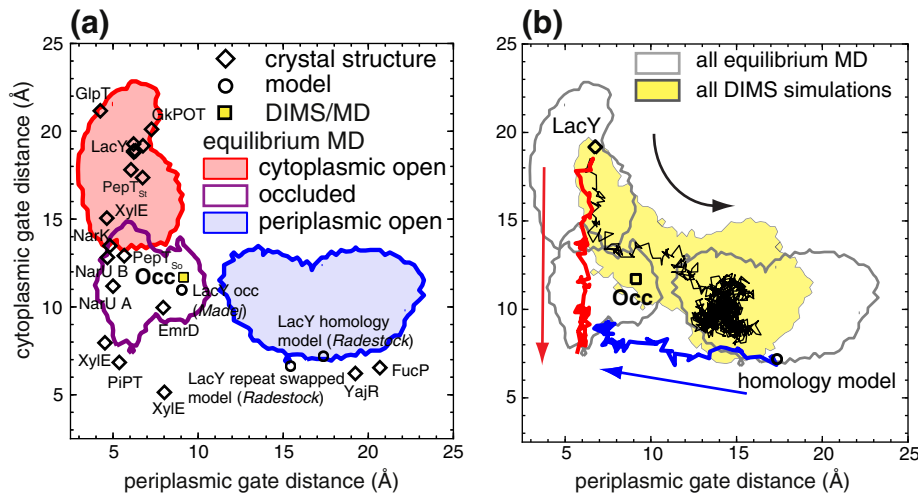 (a)
25
20
15
10
5
5
10
15
20
25
cytoplasmic gate distance (Å)
periplasmic gate distance (Å)
crystal structure
model
DIMS/MD
equilibrium MD
cytoplasmic open
occluded
periplasmic open
GlpT
GkPOT
LacY
PepTSt
XylE
NarK
PepTSo
NarU B
Occ
LacY occ
(Madej)
NarU A
EmrD
LacY homology
model (Radestock)
XylE
PiPT
LacY repeat swapped
model (Radestock)
XylE
YajR
FucP
(b)
25
20
15
10
5
5
10
15
20
25
periplasmic gate distance (Å)
all equilibrium MD
all DIMS simulations
LacY
Occ
homology model